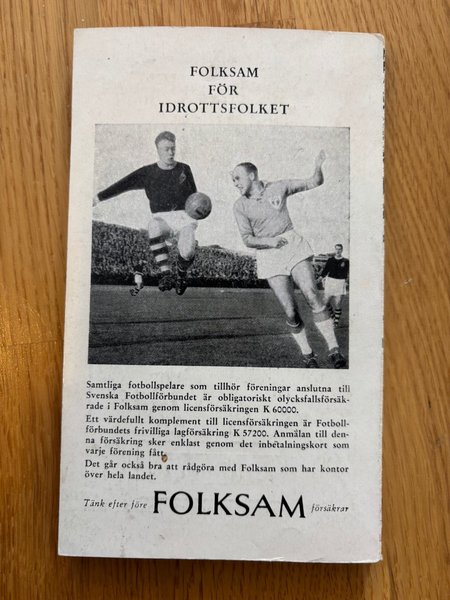 FOLKSAM
FÖR
IDROTTSFOLKET
Samtliga fotbollspelare som tillhör föreningar anslutna till
Svenska Fotbollförbundet är obligatoriskt olycksfallsförsäk-
rade i Folksam genom licensförsäkringen K 60000.
Ett värdefullt komplement till licensförsäkringen är Fotboll-
förbundets frivilliga lagförsäkring K 57200. Anmälan till den-
na försäkring sker enklast genom det inbetalningskort som
varje förening fått.
Det går också bra att rådgöra med Folksam som har kontor
över hela landet.
Tänk efter före FOLKSAM försäkrar